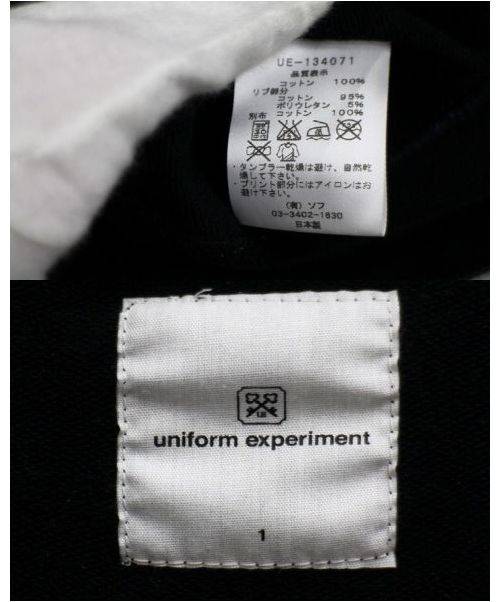 UE-134071
品質表示
コットン 100%
リブ部分
コットン 95%
ポリウレタン 5%
別布 コットン 100%
・タンブラー乾燥は避け、自然乾
燥して下さい。
・プリント部分にはアイロンはお
避け下さい。
(有) ソフ
03-3402-1830
日本製
UE
uniform experiment
1